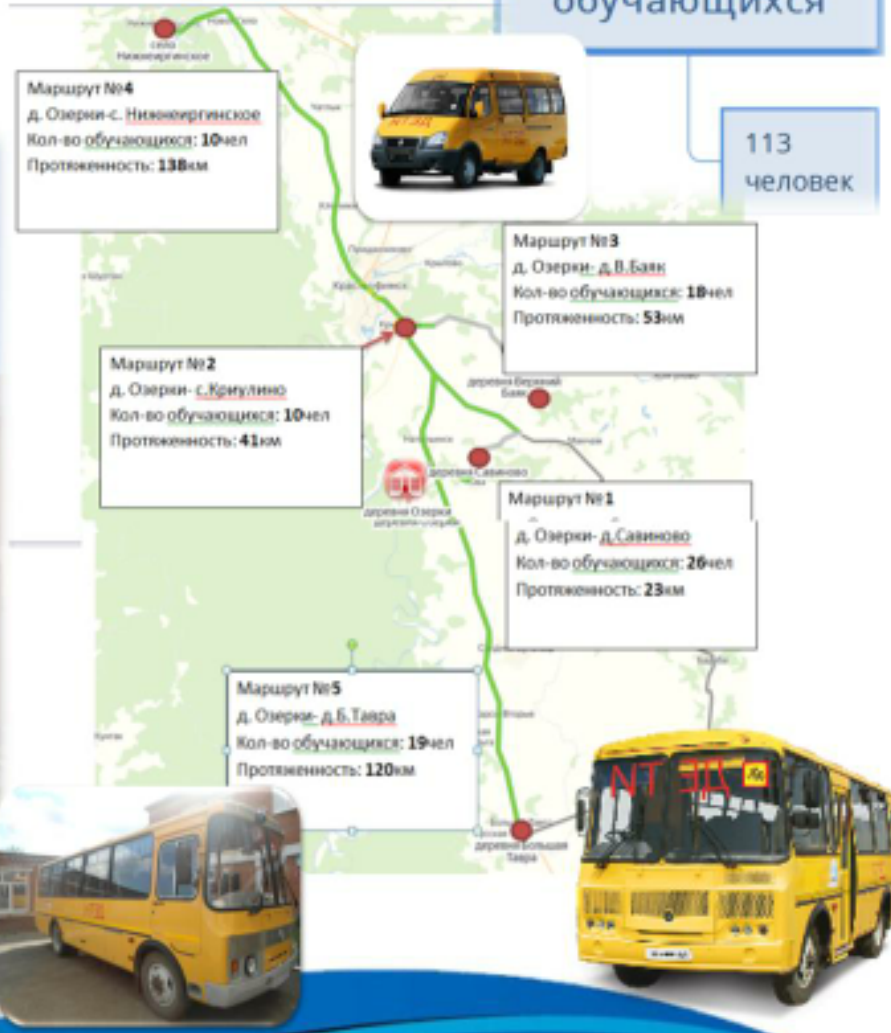 обучающихся
113
человек
село
Нижнеиргинское
Маршрут №4
д. Озерки-с. Нижнеиргинское
Кол-во обучающихся: 10чел
Протяженность: 138км
Маршрут №3
д. Озерки- д.В.Баяк
Кол-во обучающихся: 18чел
Протяженность: 53км
Маршрут №2
д. Озерки- с.Криулино
Кол-во обучающихся: 10чел
Протяженность: 41км
деревня Верхний
Баяк
деревня Савиново
деревня Озерки
Маршрут №1
д. Озерки- д.Савиново
Кол-во обучающихся: 26чел
Протяженность: 23км
Маршрут №5
д. Озерки- д.Б.Тавра
Кол-во обучающихся: 19чел
Протяженность: 120км
деревня Большая
Тавра